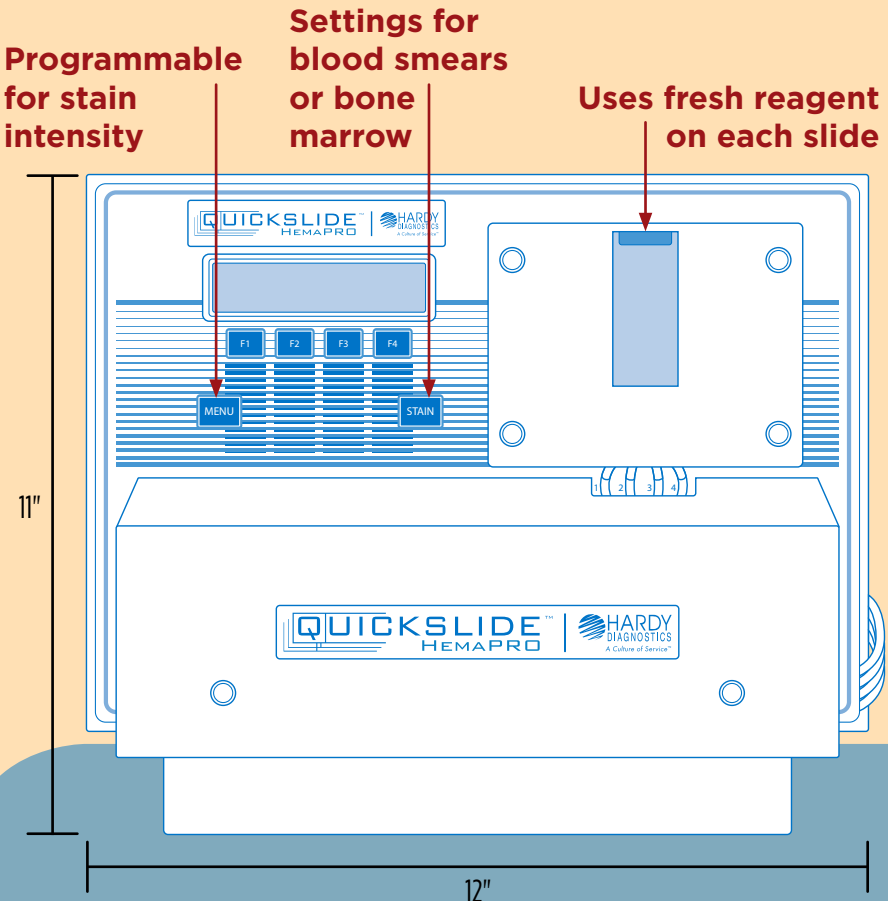 Programmable
for stain
intensity
Settings for
blood smears
or bone
marrow
Uses fresh reagent
on each slide
QUICKSLIDE™
HEMAPRO
HARDY
DIAGNOSTICS
A Culture of Service™
F1 F2 F3 F4
MENU STAIN
1 2 3 4
11"
QUICKSLIDE™
HEMAPRO
HARDY
DIAGNOSTICS
A Culture of Service™
12"